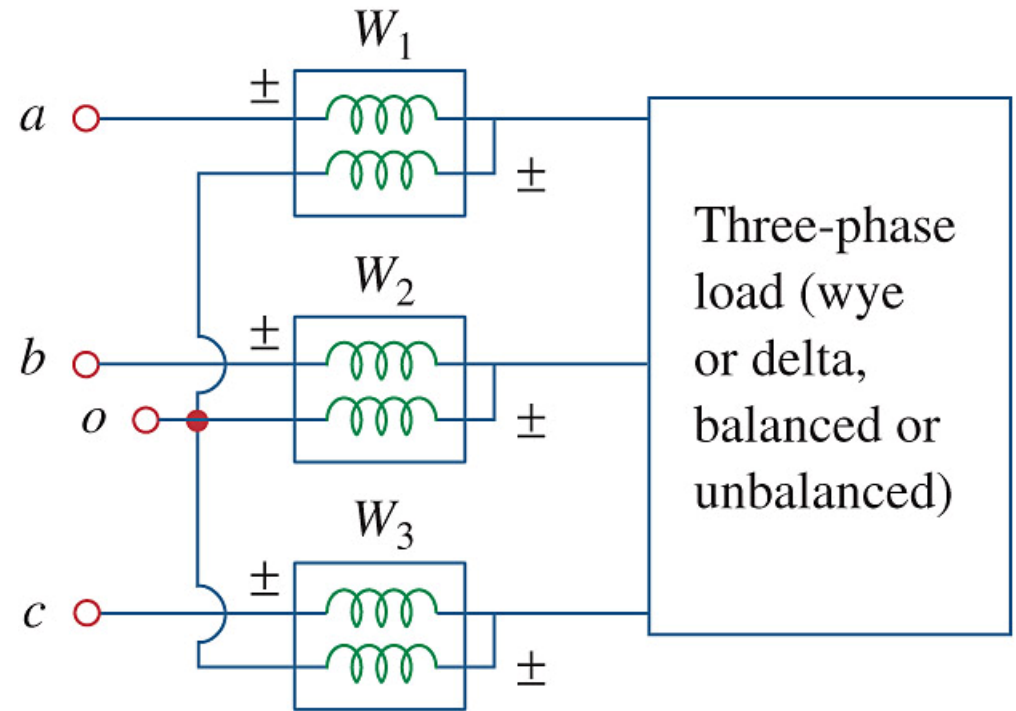 W₁
±
a
±
Three-phase
load (wye
or delta,
balanced or
unbalanced)
W₂
±
b
o
±
W₃
±
c
±